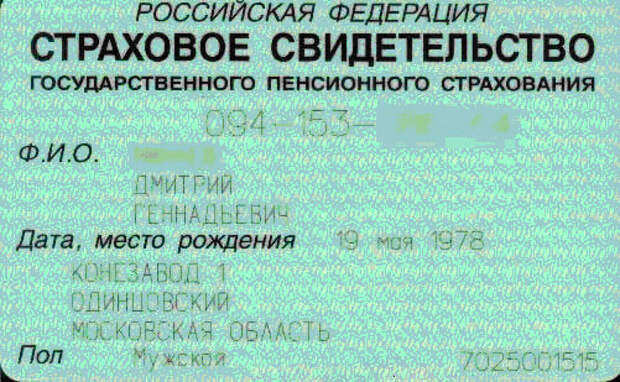 РОССИЙСКАЯ ФЕДЕРАЦИЯ
СТРАХОВОЕ СВИДЕТЕЛЬСТВО
ГОСУДАРСТВЕННОГО ПЕНСИОННОГО СТРАХОВАНИЯ
094-153-
Ф.И.О.
ДМИТРИЙ
ГЕННАДЬЕВИЧ
Дата, место рождения 19 мая 1978
КОНЕЗАВОД 1
ОДИНЦОВСКИЙ
МОСКОВСКАЯ ОБЛАСТЬ
Пол Мужской 7025001515